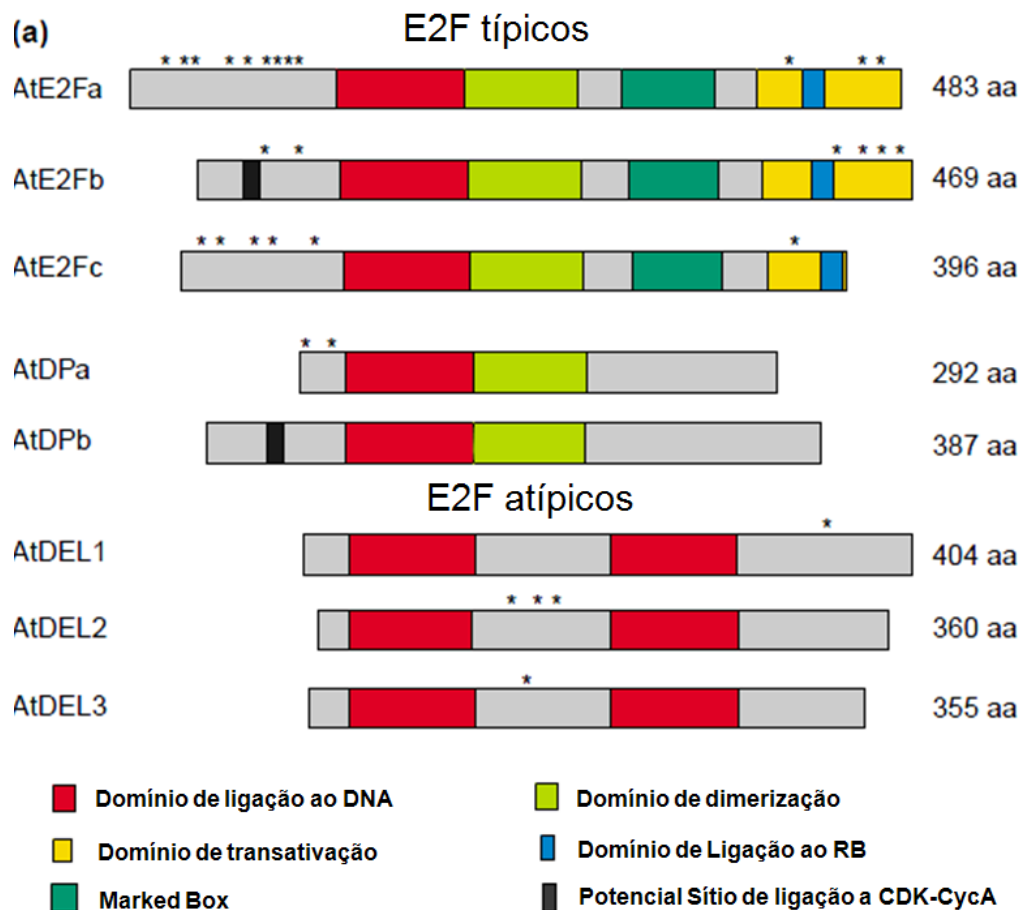 (a)
E2F típicos
* * * * * * * * * * * *
AtE2Fa 483 aa
* * * * * *
AtE2Fb 469 aa
* * * * * *
AtE2Fc 396 aa
* *
AtDPa 292 aa
AtDPb 387 aa
E2F atípicos
*
AtDEL1 404 aa
* * *
AtDEL2 360 aa
*
AtDEL3 355 aa
Domínio de ligação ao DNA Domínio de dimerização
Domínio de transativação Domínio de Ligação ao RB
Marked Box Potencial Sítio de ligação a CDK-CycA